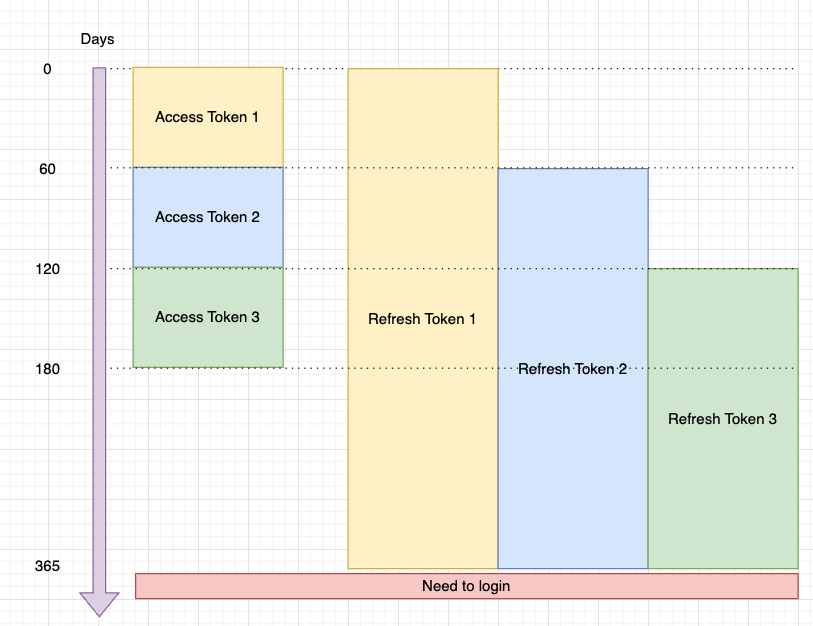 Days
0
Access Token 1
60
Access Token 2
120
Access Token 3
Refresh Token 1
180
Refresh Token 2
Refresh Token 3
365
Need to login